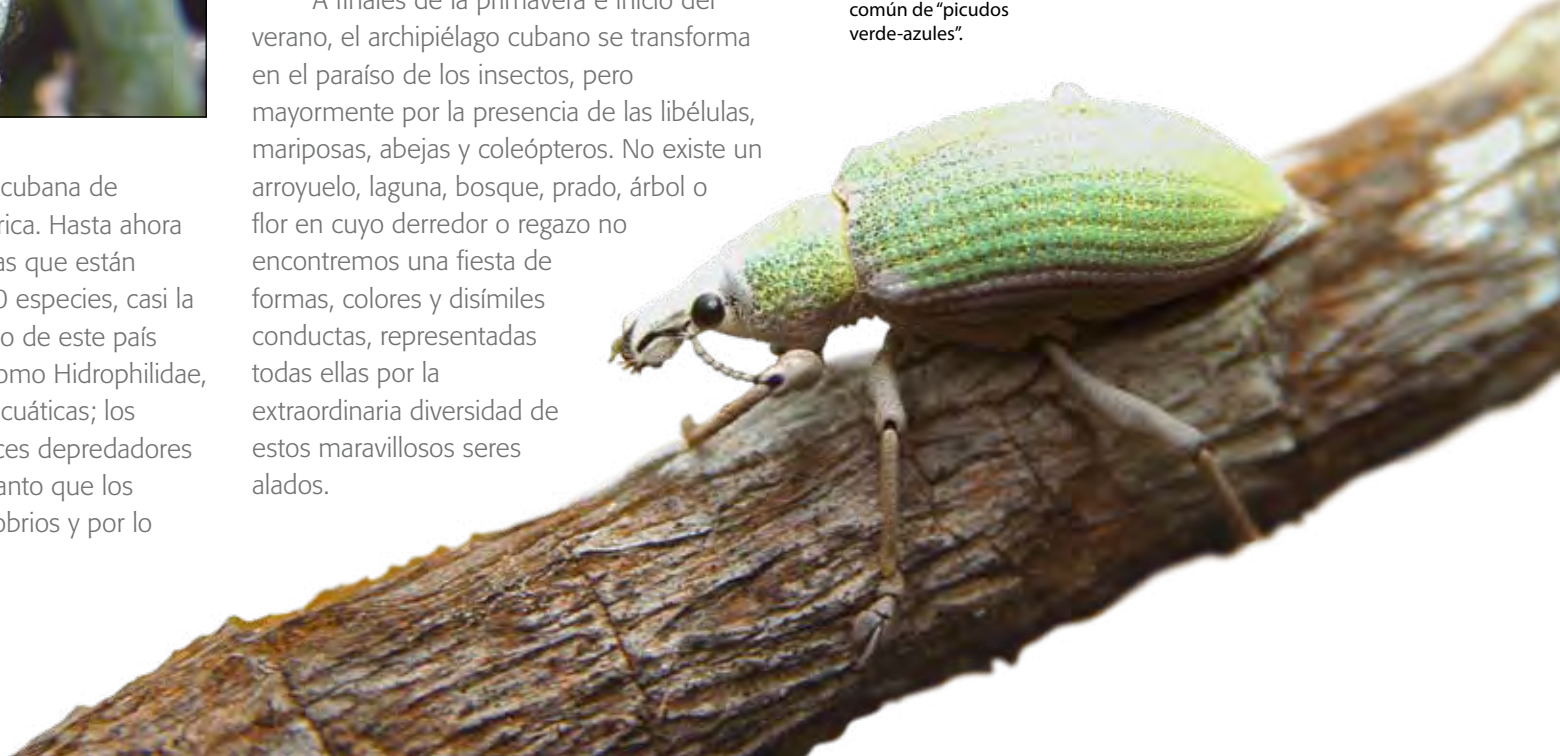 cubana de
rica. Hasta ahora
as que están
0 especies, casi la
o de este país
omo Hidrophilidae,
cuáticas; los
ces depredadores
anto que los
obrios y por lo
A finales de la primavera e inicio del
verano, el archipiélago cubano se transforma
en el paraíso de los insectos, pero
mayormente por la presencia de las libélulas,
mariposas, abejas y coleópteros. No existe un
arroyuelo, laguna, bosque, prado, árbol o
flor en cuyo derredor o regazo no
encontremos una fiesta de
formas, colores y disímiles
conductas, representadas
todas ellas por la
extraordinaria diversidad de
estos maravillosos seres
alados.
común de “picudos
verde-azules”.